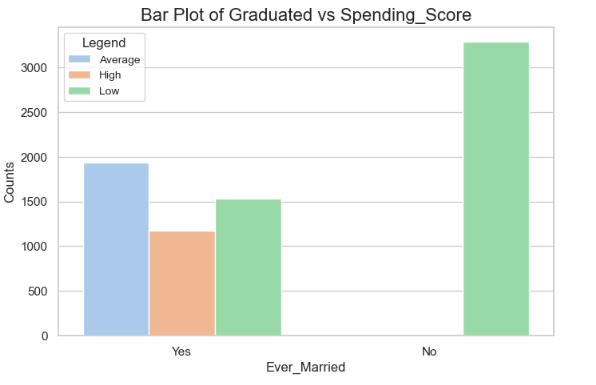 Bar Plot of Graduated vs Spending_Score
Legend
Average
High
Low
3000
2500
2000
1500
1000
500
0
Counts
Yes
No
Ever_Married